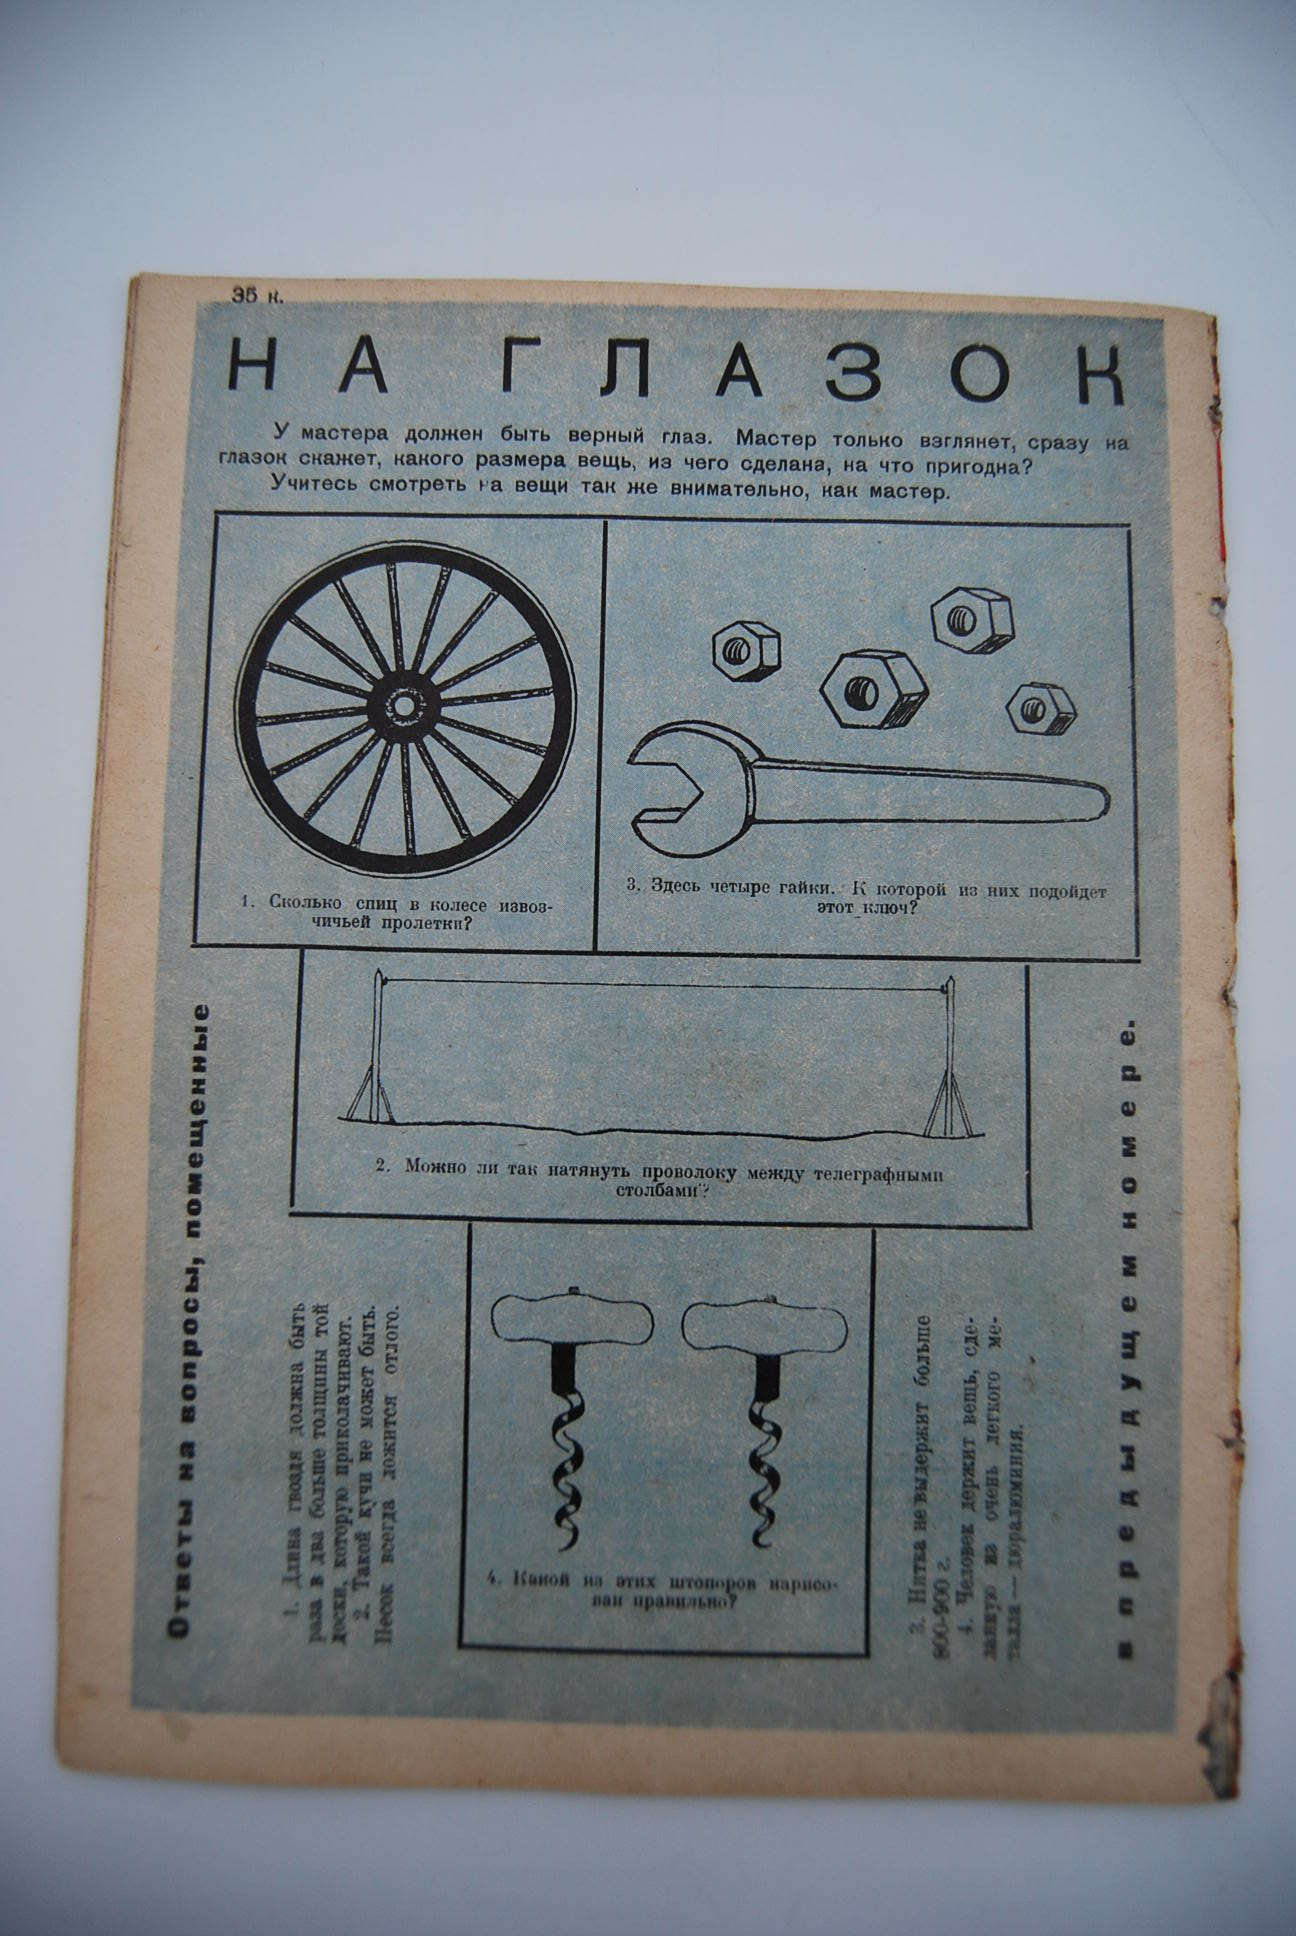 35 к.
НА ГЛАЗОК
У мастера должен быть верный глаз. Мастер только взглянет, сразу на
глазок скажет, какого размера вещь, из чего сделана, на что пригодна?
Учитесь смотреть на вещи так же внимательно, как мастер.
1. Сколько спиц в колесе извоз-
чичьей пролетки?
3. Здесь четыре гайки. К которой из них подойдет
этот ключ?
2. Можно ли так натянуть проволоку между телеграфными
столбами?
4. Какой из этих штопоров нарисо-
ван правильно?
Ответы на вопросы, помещенные
в предыдущем номере.
1. Длина гвоздя должна быть
раза в два больше толщины той
доски, которую приколачивают.
2. Такой кучи не может быть.
Песок всегда ложится отлого.
3. Нитка не выдержит больше
800-900 г.
4. Человек держит вещь, сде-
ланную из очень легкого ме-
талла — дюралюминия.